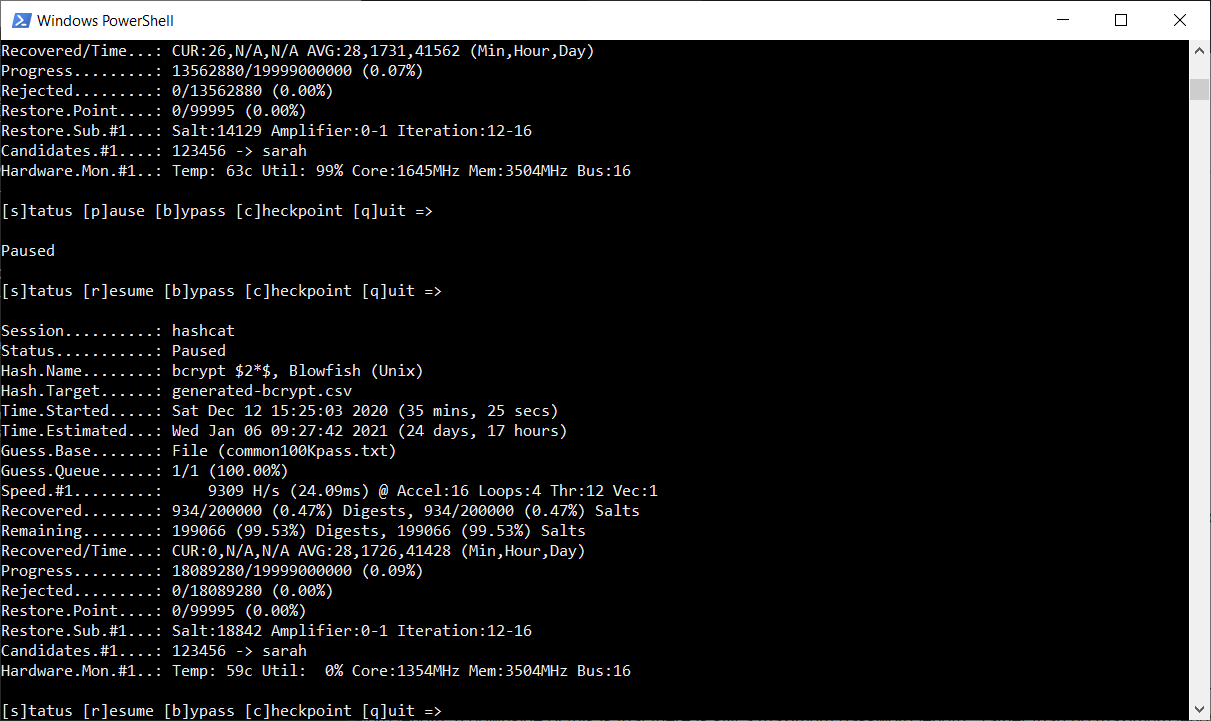 Windows PowerShell
Recovered/Time...: CUR:26,N/A,N/A AVG:28,1731,41562 (Min,Hour,Day)
Progress.........: 13562880/19999000000 (0.07%)
Rejected.........: 0/13562880 (0.00%)
Restore.Point....: 0/99995 (0.00%)
Restore.Sub.#1...: Salt:14129 Amplifier:0-1 Iteration:12-16
Candidates.#1....: 123456 -> sarah
Hardware.Mon.#1..: Temp: 63c Util: 99% Core:1645MHz Mem:3504MHz Bus:16
[s]tatus [p]ause [b]ypass [c]heckpoint [q]uit =>
Paused
[s]tatus [r]esume [b]ypass [c]heckpoint [q]uit =>
Session..........: hashcat
Status...........: Paused
Hash.Name........: bcrypt $2*$, Blowfish (Unix)
Hash.Target......: generated-bcrypt.csv
Time.Started.....: Sat Dec 12 15:25:03 2020 (35 mins, 25 secs)
Time.Estimated...: Wed Jan 06 09:27:42 2021 (24 days, 17 hours)
Guess.Base.......: File (common100Kpass.txt)
Guess.Queue......: 1/1 (100.00%)
Speed.#1.........:     9309 H/s (24.09ms) @ Accel:16 Loops:4 Thr:12 Vec:1
Recovered........: 934/200000 (0.47%) Digests, 934/200000 (0.47%) Salts
Remaining........: 199066 (99.53%) Digests, 199066 (99.53%) Salts
Recovered/Time...: CUR:0,N/A,N/A AVG:28,1726,41428 (Min,Hour,Day)
Progress.........: 18089280/19999000000 (0.09%)
Rejected.........: 0/18089280 (0.00%)
Restore.Point....: 0/99995 (0.00%)
Restore.Sub.#1...: Salt:18842 Amplifier:0-1 Iteration:12-16
Candidates.#1....: 123456 -> sarah
Hardware.Mon.#1..: Temp: 59c Util:  0% Core:1354MHz Mem:3504MHz Bus:16
[s]tatus [r]esume [b]ypass [c]heckpoint [q]uit =>